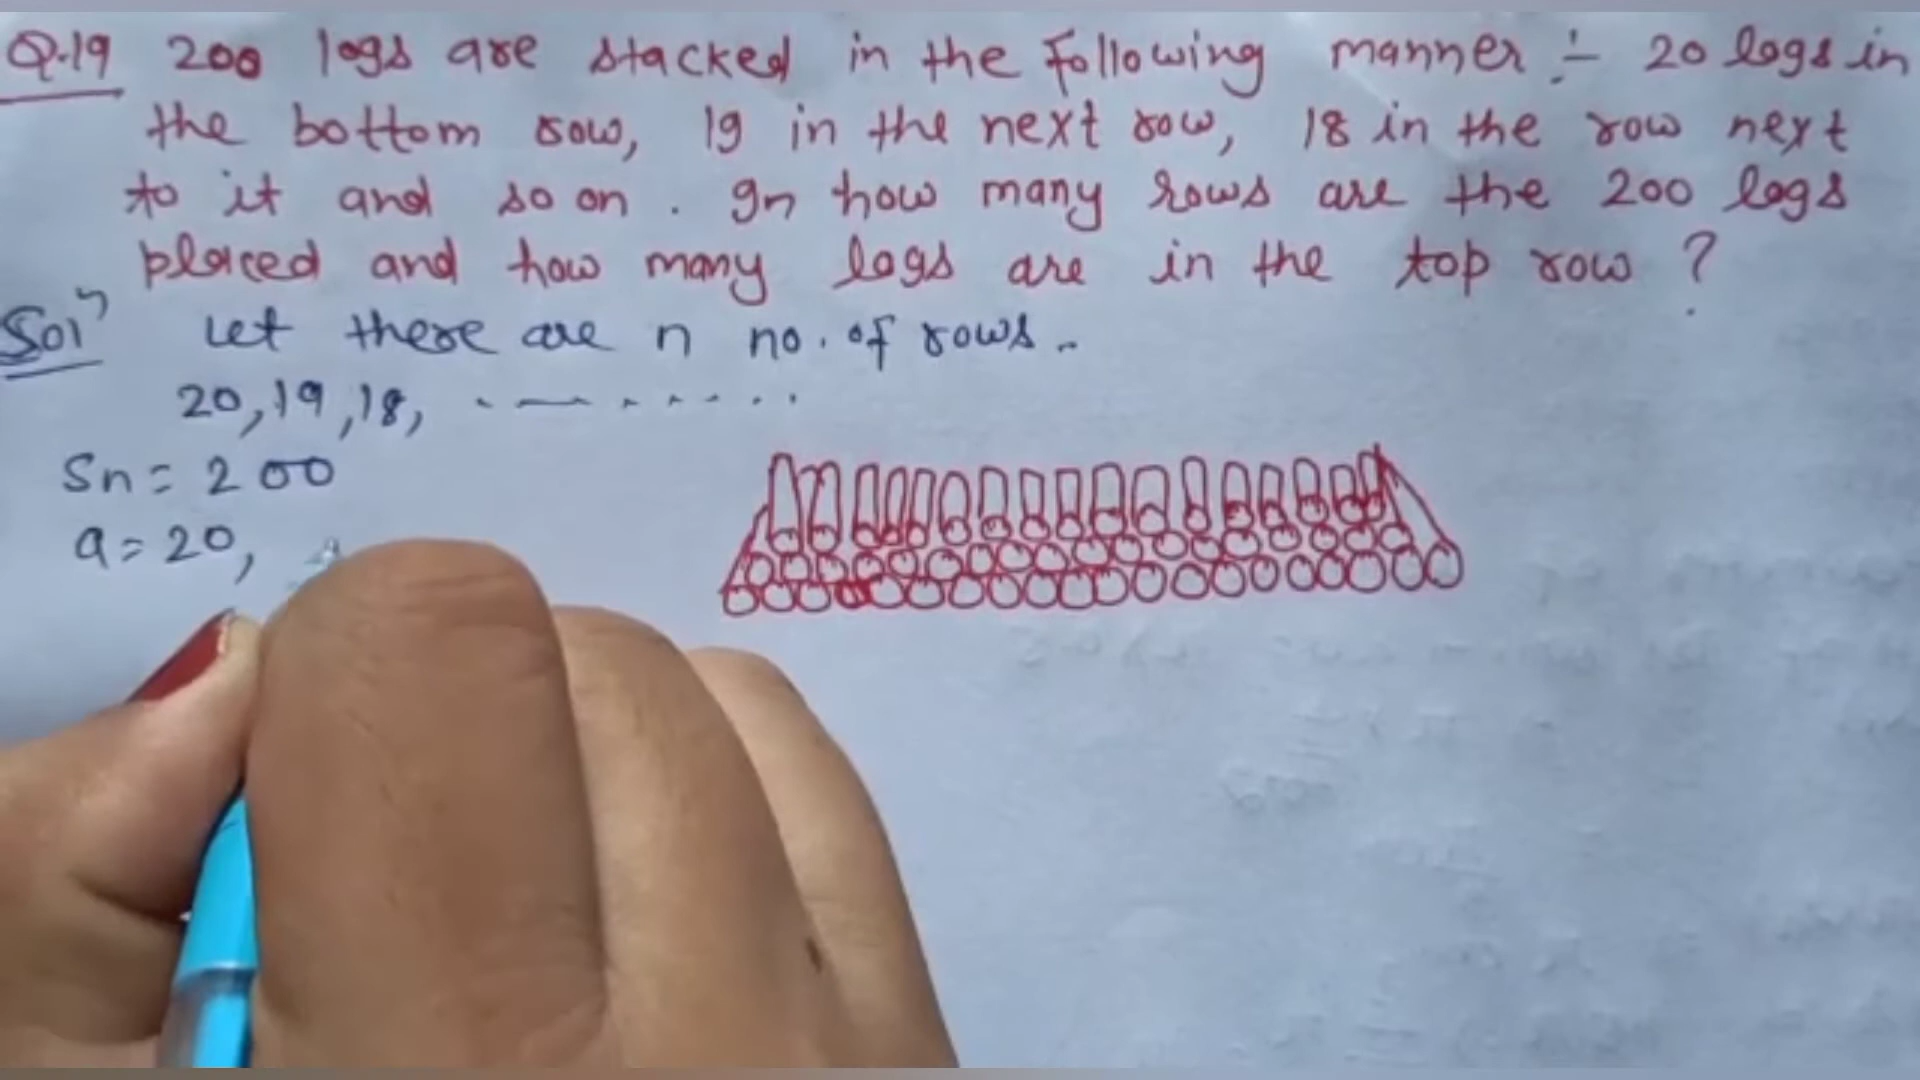 Q.19 200 logs are stacked in the following manner :- 20 logs in
the bottom row, 19 in the next row, 18 in the row next
to it and so on. In how many rows are the 200 logs
placed and how many logs are in the top row ?
Solⁿ Let there are n no. of rows.
20, 19, 18, ..........
Sn = 200
a = 20,